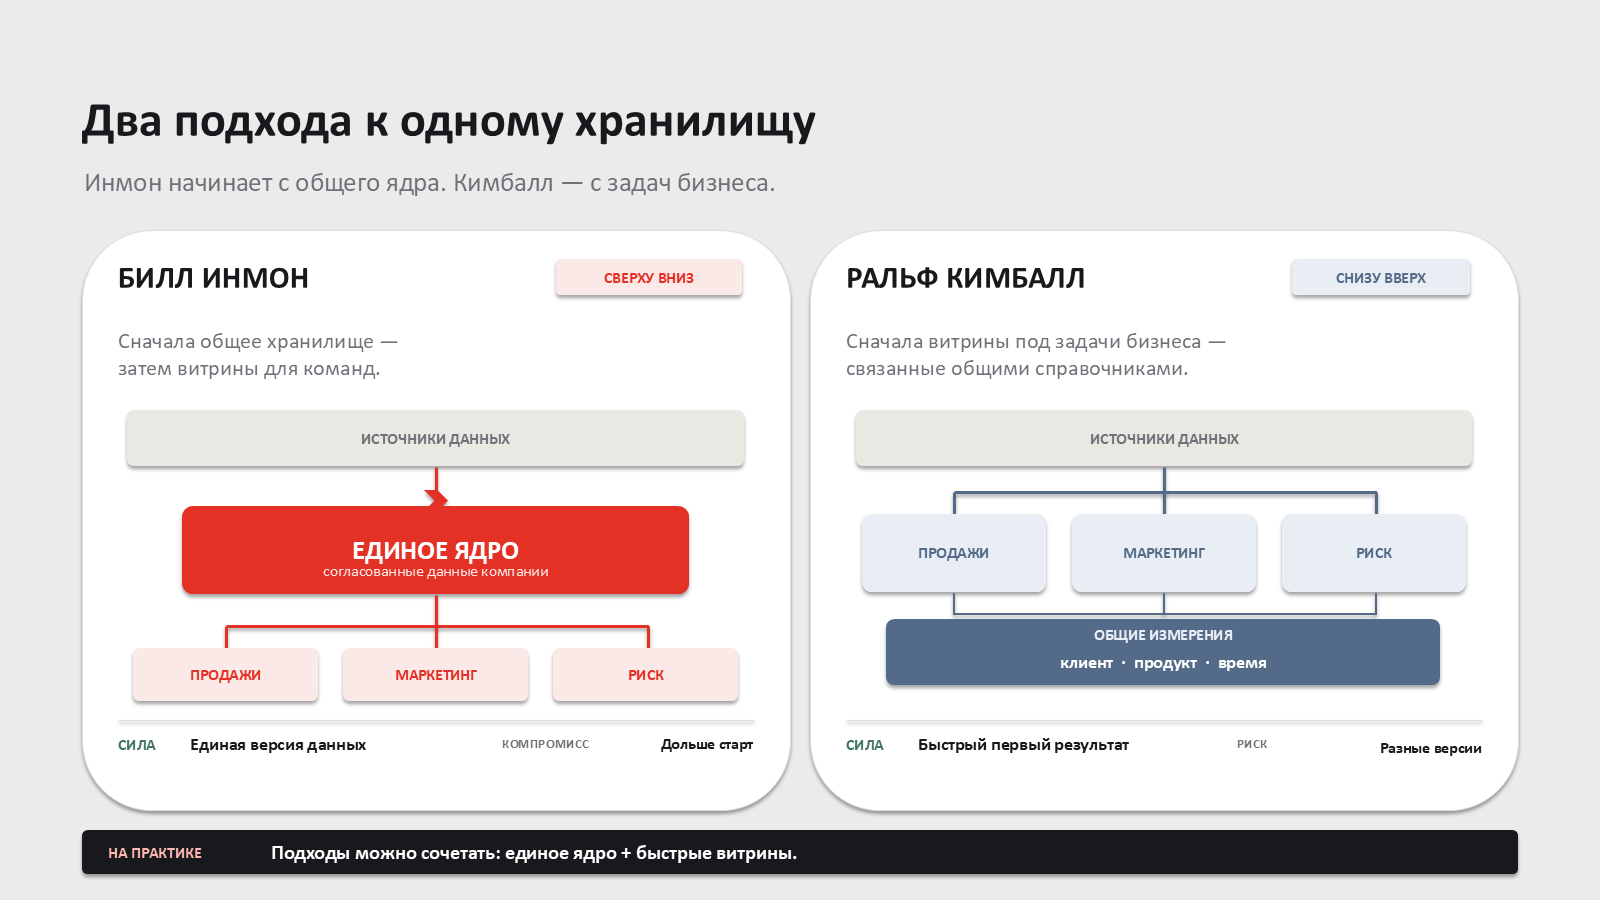 Два подхода к одному хранилищу
Инмон начинает с общего ядра. Кимбалл — с задач бизнеса.
БИЛЛ ИНМОН
СВЕРХУ ВНИЗ
Сначала общее хранилище —
затем витрины для команд.
ИСТОЧНИКИ ДАННЫХ
ЕДИНОЕ ЯДРО
согласованные данные компании
ПРОДАЖИ
МАРКЕТИНГ
РИСК
СИЛА
Единая версия данных
КОМПРОМИСС
Дольше старт
РАЛЬФ КИМБАЛЛ
СНИЗУ ВВЕРХ
Сначала витрины под задачи бизнеса —
связанные общими справочниками.
ИСТОЧНИКИ ДАННЫХ
ПРОДАЖИ
МАРКЕТИНГ
РИСК
ОБЩИЕ ИЗМЕРЕНИЯ
клиент · продукт · время
СИЛА
Быстрый первый результат
РИСК
Разные версии
НА ПРАКТИКЕ
Подходы можно сочетать: единое ядро + быстрые витрины.